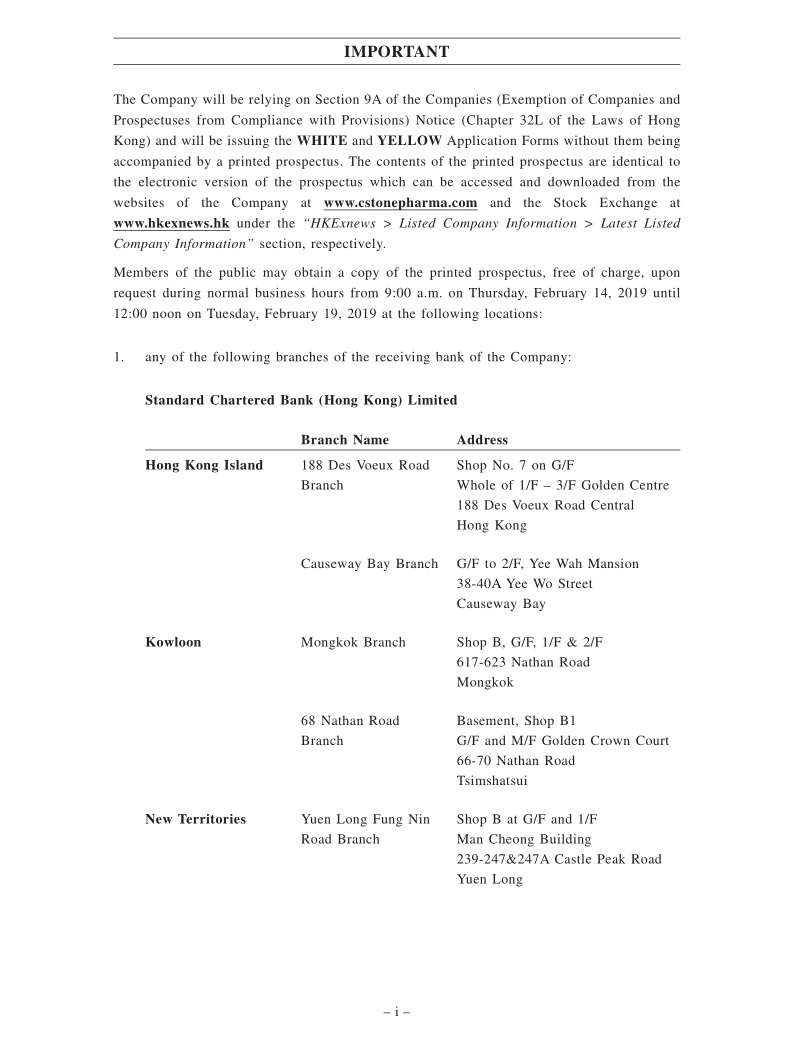 IMPORTANT
The Company will be relying on Section 9A of the Companies (Exemption of Companies and
Prospectuses from Compliance with Provisions) Notice (Chapter 32L of the Laws of Hong
Kong) and will be issuing the WHITE and YELLOW Application Forms without them being
accompanied by a printed prospectus. The contents of the printed prospectus are identical to
the electronic version of the prospectus which can be accessed and downloaded from the
websites of the Company at www.cstonepharma.com and the Stock Exchange at
www.hkexnews.hk under the “HKExnews > Listed Company Information > Latest Listed
Company Information” section, respectively.
Members of the public may obtain a copy of the printed prospectus, free of charge, upon
request during normal business hours from 9:00 a.m. on Thursday, February 14, 2019 until
12:00 noon on Tuesday, February 19, 2019 at the following locations:
1. any of the following branches of the receiving bank of the Company:
Standard Chartered Bank (Hong Kong) Limited
Branch Name Address
Hong Kong Island 188 Des Voeux Road Shop No. 7 on G/F
Branch Whole of 1/F – 3/F Golden Centre
188 Des Voeux Road Central
Hong Kong
Causeway Bay Branch G/F to 2/F, Yee Wah Mansion
38-40A Yee Wo Street
Causeway Bay
Kowloon Mongkok Branch Shop B, G/F, 1/F & 2/F
617-623 Nathan Road
Mongkok
68 Nathan Road Basement, Shop B1
Branch G/F and M/F Golden Crown Court
66-70 Nathan Road
Tsimshatsui
New Territories Yuen Long Fung Nin Shop B at G/F and 1/F
Road Branch Man Cheong Building
239-247&247A Castle Peak Road
Yuen Long
– i –